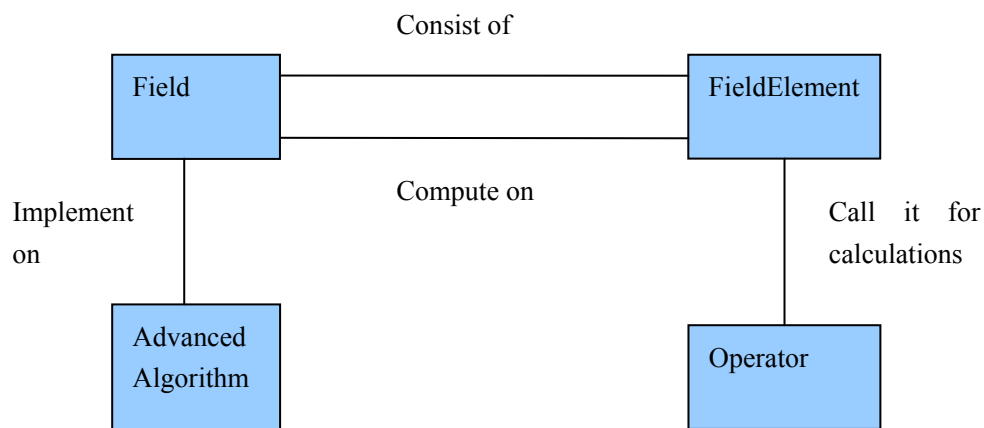 Consist of
Field
FieldElement
Compute on
Implement
on
Call it for
calculations
Advanced
Algorithm
Operator